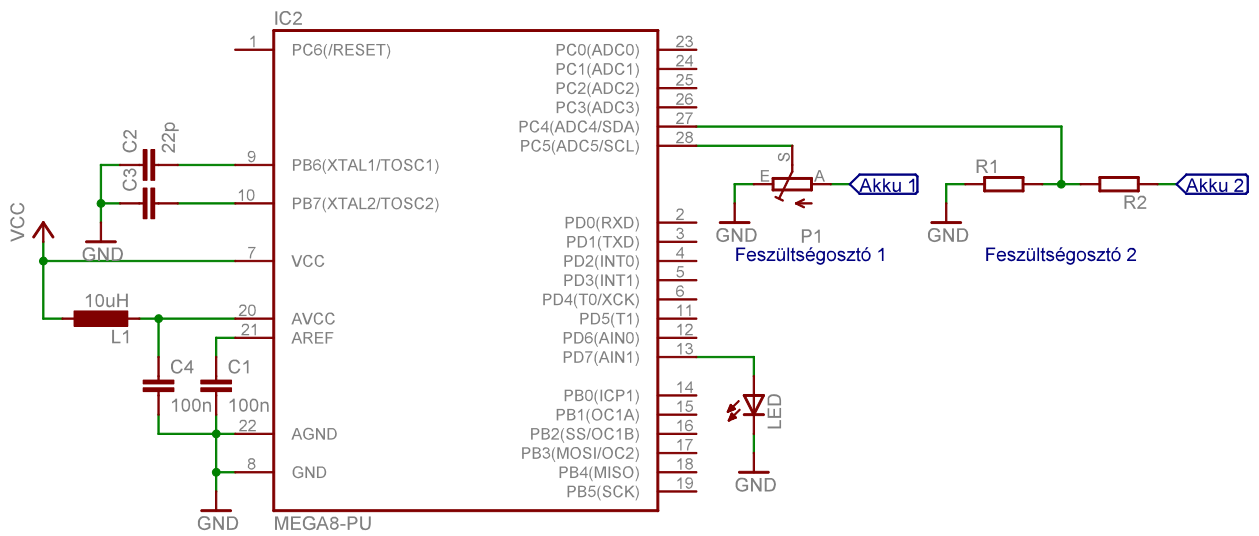 IC2
1 PC6(/RESET)
PC0(ADC0) 23
PC1(ADC1) 24
PC2(ADC2) 25
PC3(ADC3) 26
PC4(ADC4/SDA) 27
PC5(ADC5/SCL) 28
C2
22p
9 PB6(XTAL1/TOSC1)
C3
10 PB7(XTAL2/TOSC2)
GND
VCC
7 VCC
10uH
L1
20 AVCC
21 AREF
C4
100n
C1
100n
22 AGND
8 GND
GND
MEGA8-PU
PD0(RXD) 2
PD1(TXD) 3
PD2(INT0) 4
PD3(INT1) 5
PD4(T0/XCK) 6
PD5(T1) 11
PD6(AIN0) 12
PD7(AIN1) 13
PB0(ICP1) 14
PB1(OC1A) 15
PB2(SS/OC1B) 16
PB3(MOSI/OC2) 17
PB4(MISO) 18
PB5(SCK) 19
S
E
A
Akku 1
GND
P1
Feszültségosztó 1
R1
R2
Akku 2
GND
Feszültségosztó 2
LED
GND